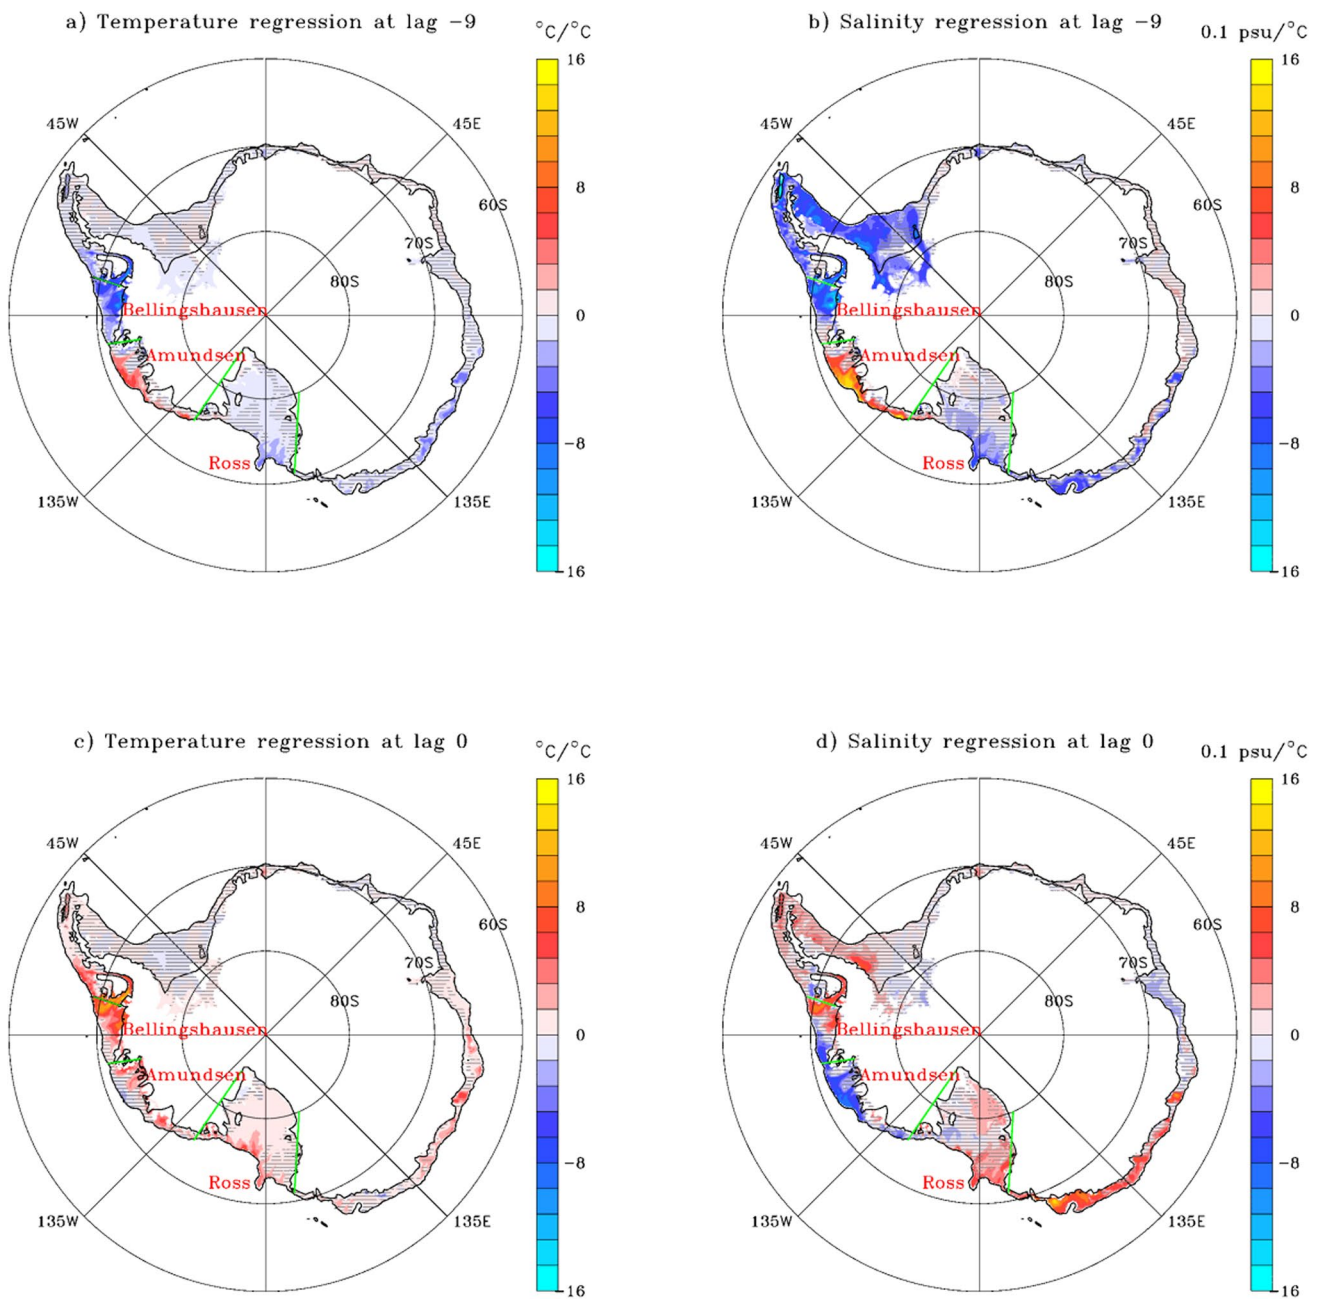 a) Temperature regression at lag −9
°C/°C
b) Salinity regression at lag −9
0.1 psu/°C
16
8
0
−8
−16
45W
45E
60S
70S
80S
Bellingshausen
Amundsen
Ross
135W
135E
16
8
0
−8
−16
45W
45E
60S
70S
80S
Bellingshausen
Amundsen
Ross
135W
135E
c) Temperature regression at lag 0
°C/°C
d) Salinity regression at lag 0
0.1 psu/°C
16
8
0
−8
−16
45W
45E
60S
70S
80S
Bellingshausen
Amundsen
Ross
135W
135E
16
8
0
−8
−16
45W
45E
60S
70S
80S
Bellingshausen
Amundsen
Ross
135W
135E